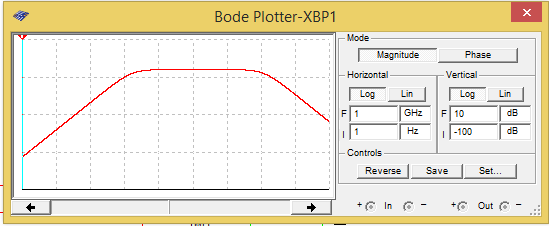 Bode Plotter-XBP1
Mode
Magnitude Phase
Horizontal Vertical
Log Lin Log Lin
F 1 GHz F 10 dB
I 1 Hz I -100 dB
Controls
Reverse Save Set...
+ In − + Out −